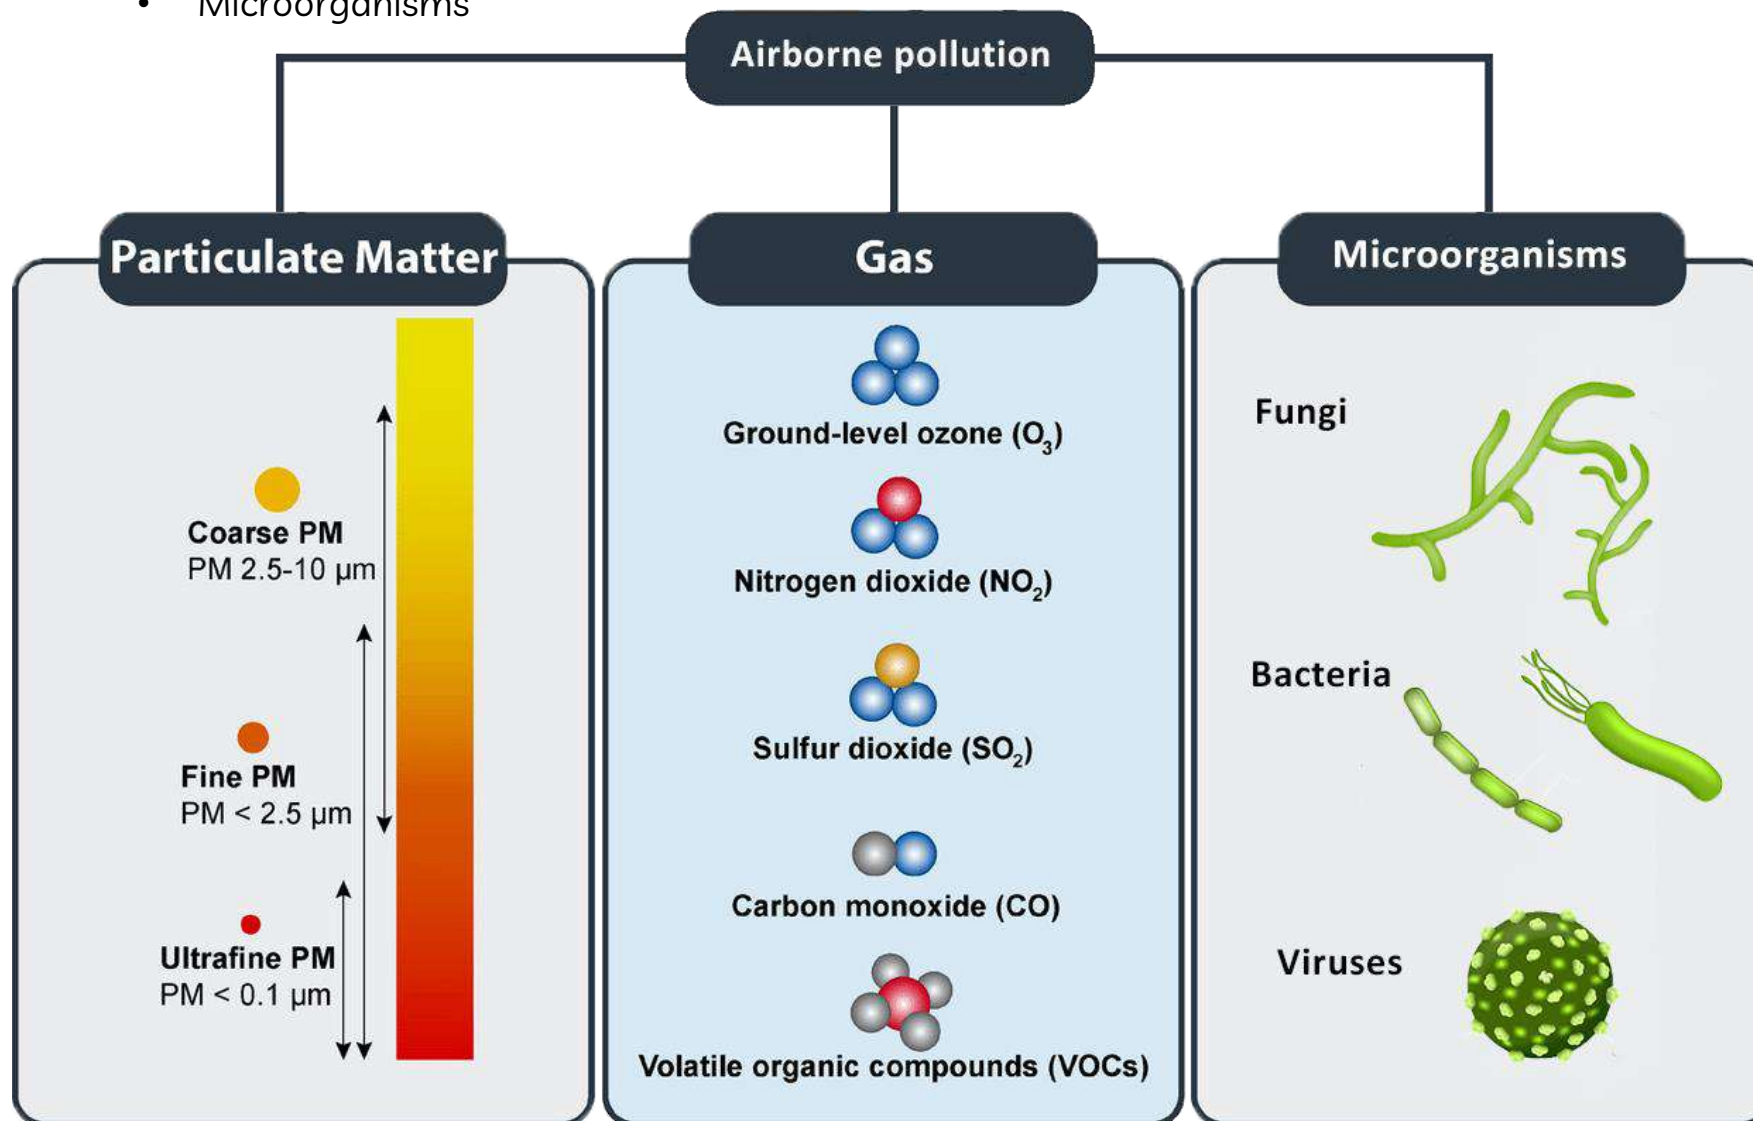 • Microorganisms
Airborne pollution
Particulate Matter
Coarse PM
PM 2.5-10 µm
Fine PM
PM < 2.5 µm
Ultrafine PM
PM < 0.1 µm
Gas
Ground-level ozone (O₃)
Nitrogen dioxide (NO₂)
Sulfur dioxide (SO₂)
Carbon monoxide (CO)
Volatile organic compounds (VOCs)
Microorganisms
Fungi
Bacteria
Viruses